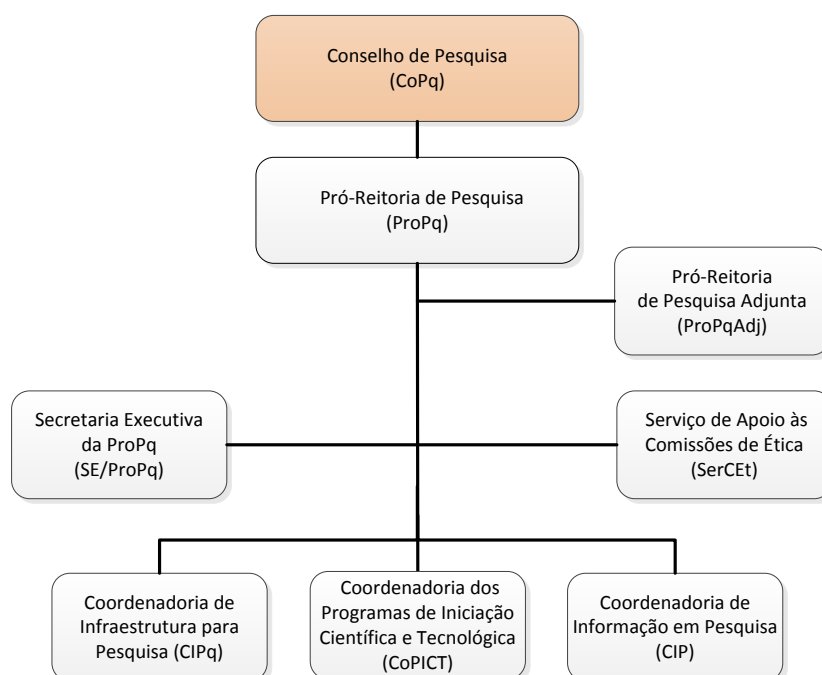 Conselho de Pesquisa
(CoPq)
Pró-Reitoria de Pesquisa
(ProPq)
Pró-Reitoria
de Pesquisa Adjunta
(ProPqAdj)
Secretaria Executiva
da ProPq
(SE/ProPq)
Serviço de Apoio às
Comissões de Ética
(SerCEt)
Coordenadoria de
Infraestrutura para
Pesquisa (CIPq)
Coordenadoria dos
Programas de Iniciação
Científica e Tecnológica
(CoPICT)
Coordenadoria de
Informação em Pesquisa
(CIP)